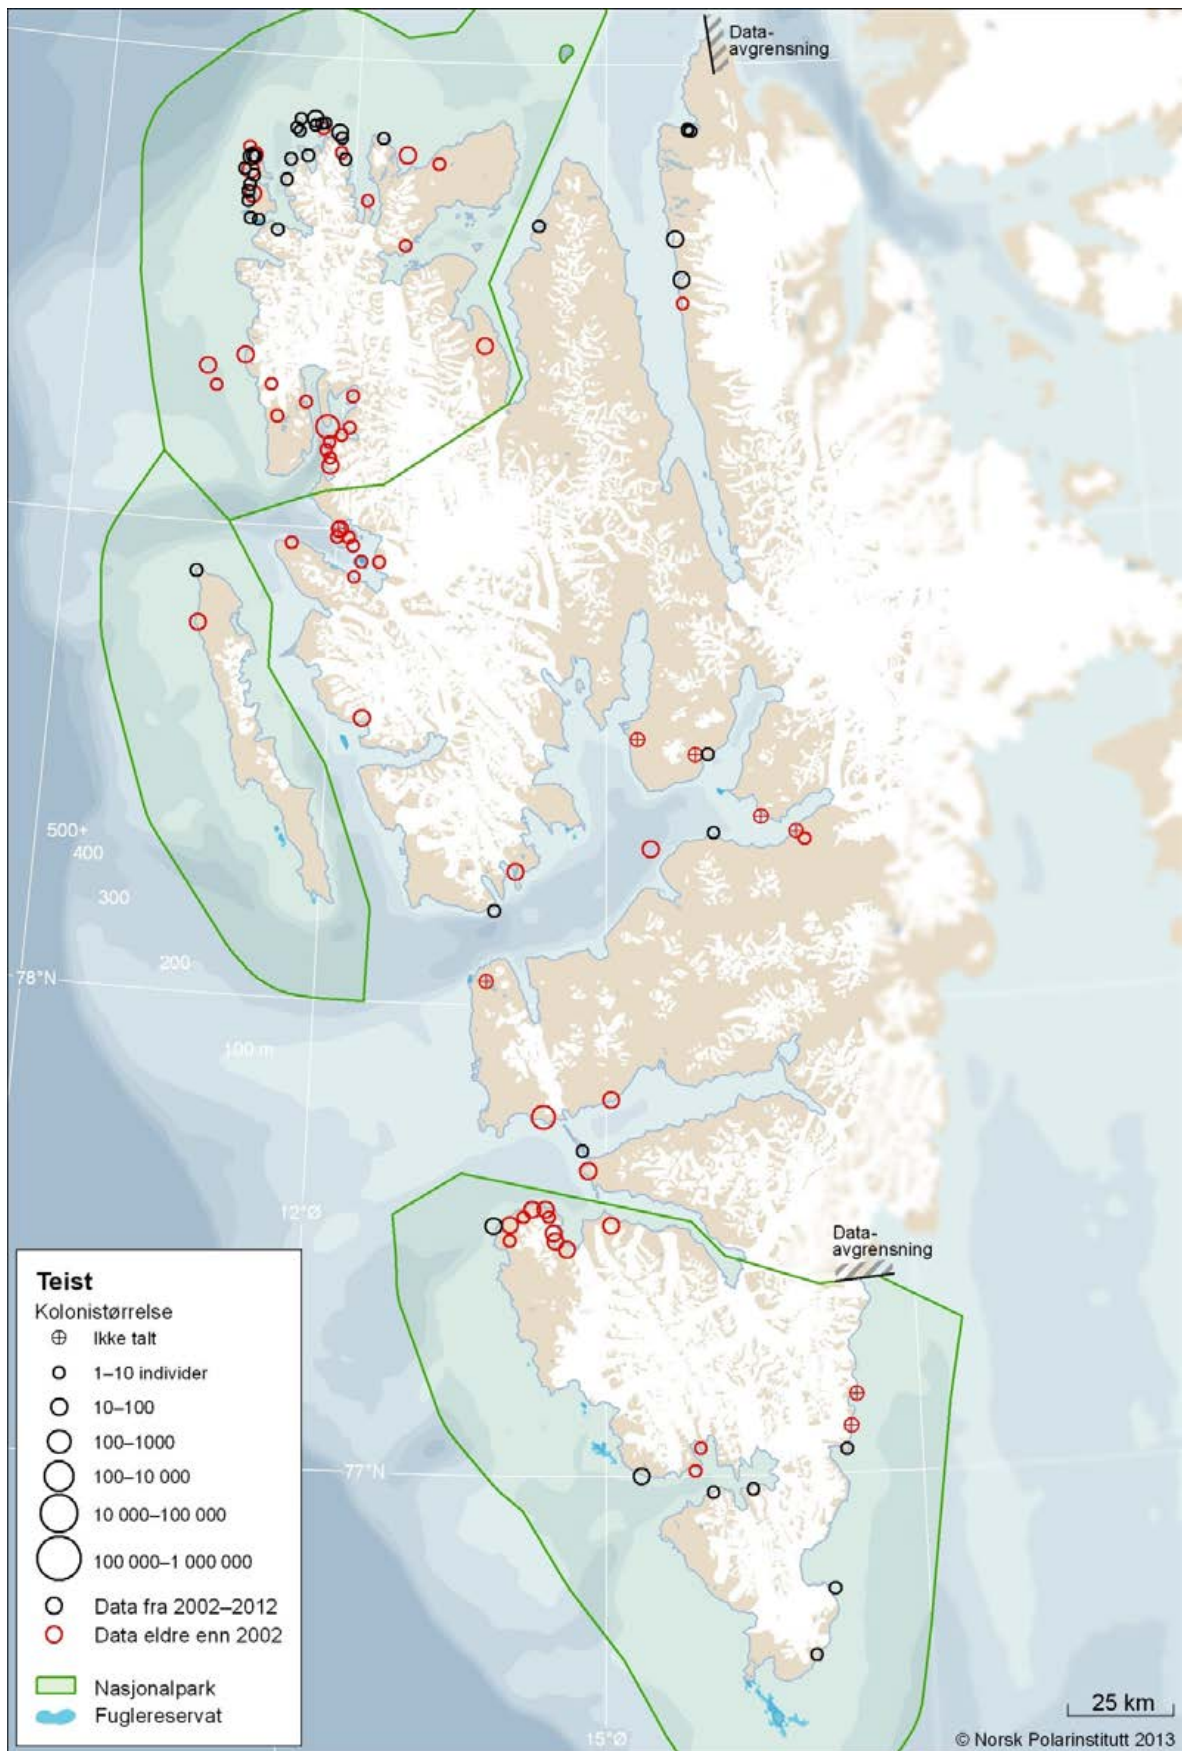 Data-
avgrensning
500+
400
300
78°N
200
100 m
12°Ø
Data-
avgrensning
77°N
15°Ø
Teist
Kolonistørrelse
Ikke talt
1–10 individer
10–100
100–1000
100–10 000
10 000–100 000
100 000–1 000 000
Data fra 2002–2012
Data eldre enn 2002
Nasjonalpark
Fuglereservat
25 km
© Norsk Polarinstitutt 2013